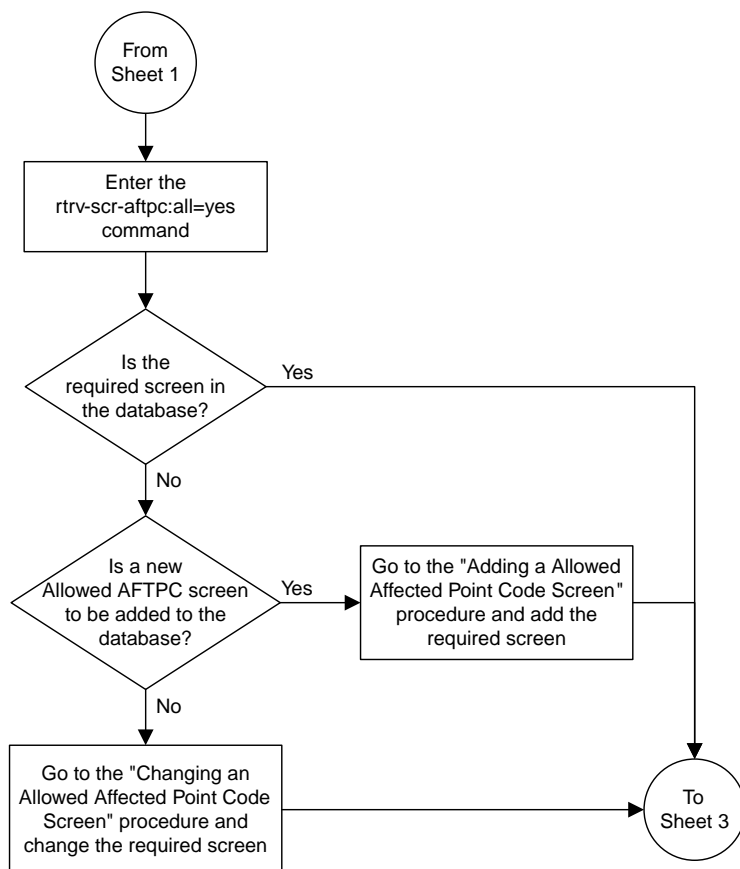 From
Sheet 1
Enter the
rtrv-scr-aftpc:all=yes
command
Is the
required screen in
the database?
Yes
No
Is a new
Allowed AFTPC screen
to be added to the
database?
Yes
Go to the "Adding a Allowed
Affected Point Code Screen"
procedure and add the
required screen
No
Go to the "Changing an
Allowed Affected Point Code
Screen" procedure and
change the required screen
To
Sheet 3